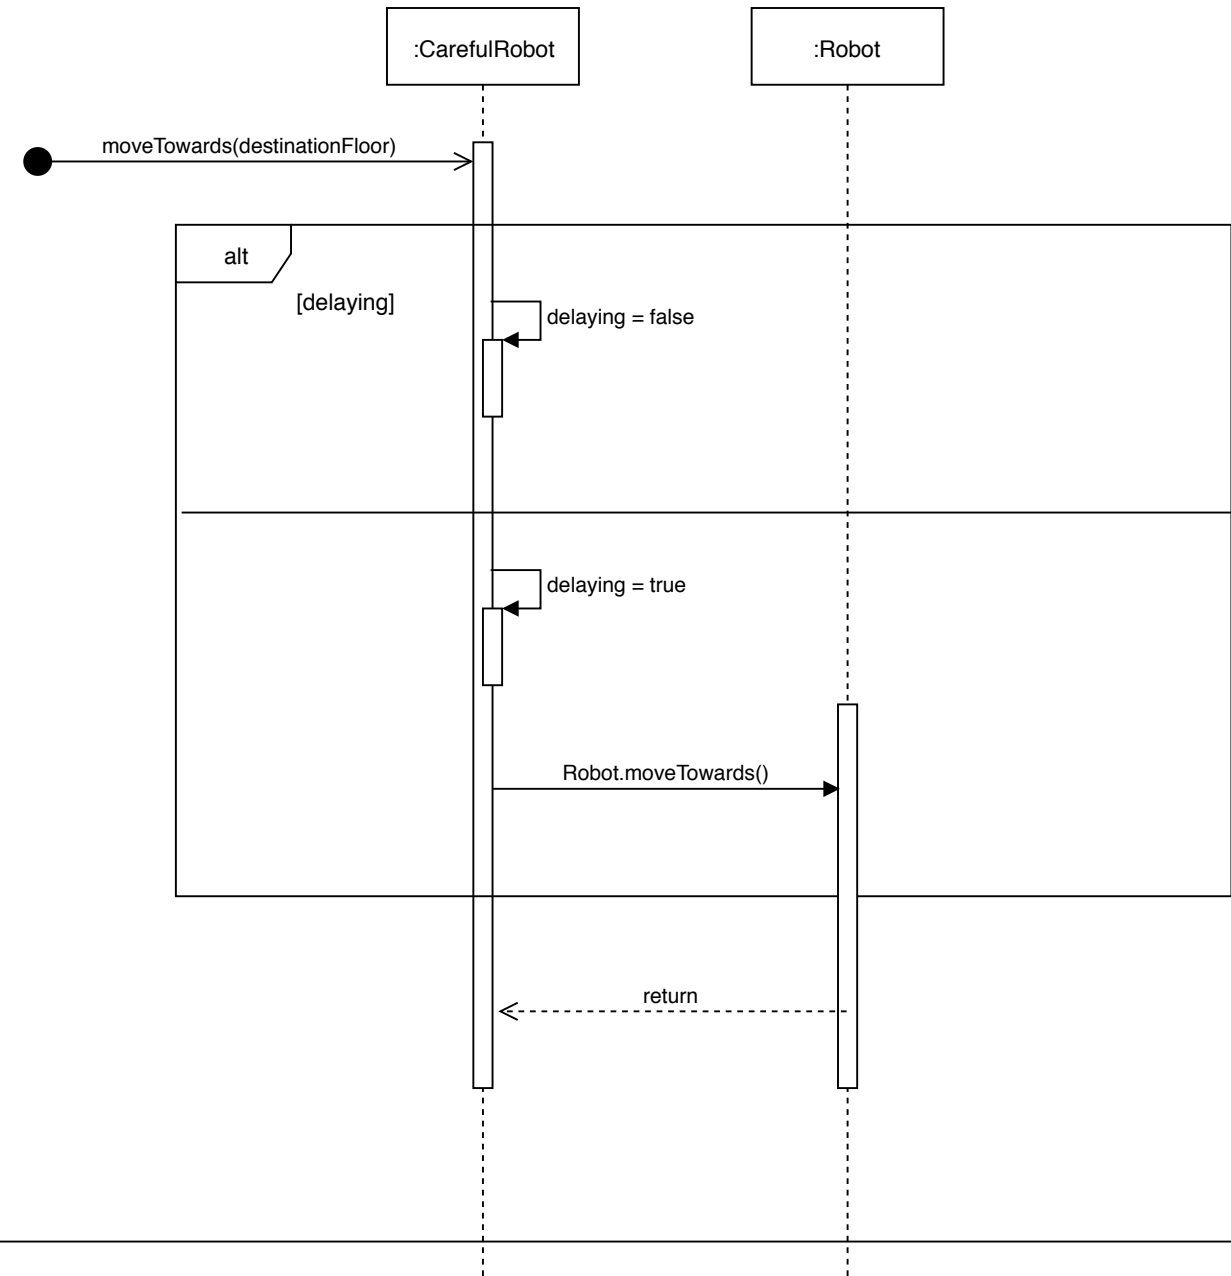 :CarefulRobot
:Robot
moveTowards(destinationFloor)
alt
[delaying]
delaying = false
delaying = true
Robot.moveTowards()
return